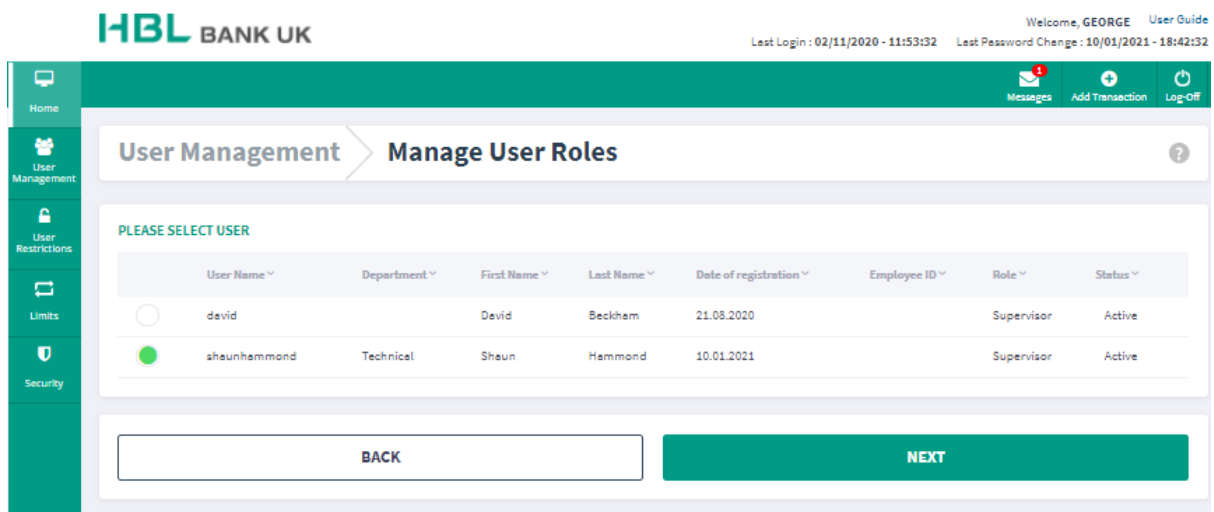 HBL BANK UK
Welcome, GEORGE User Guide
Last Login : 02/11/2020 - 11:53:32 Last Password Change : 10/01/2021 - 18:42:32
1
Messages Add Transaction Log-Off
Home
User Management
User Restrictions
Limits
Security
User Management Manage User Roles ?
PLEASE SELECT USER
User Name Department First Name Last Name Date of registration Employee ID Role Status
david David Beckham 21.08.2020 Supervisor Active
shaunhammond Technical Shaun Hammond 10.01.2021 Supervisor Active
BACK NEXT